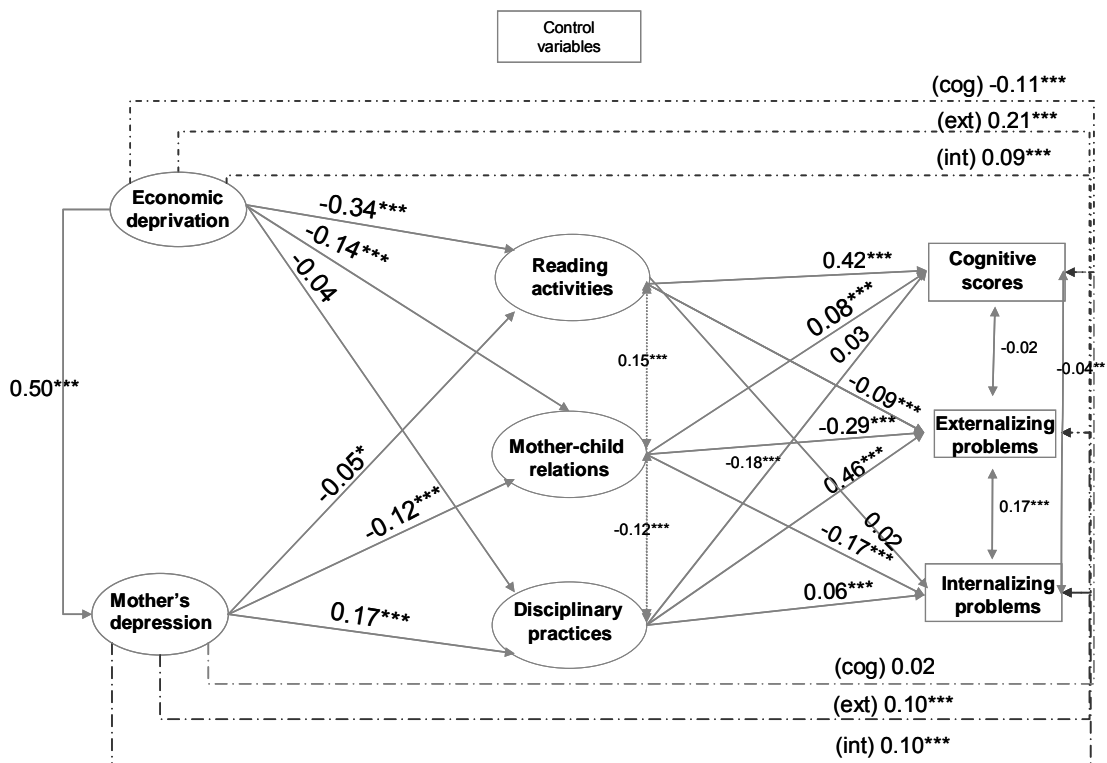 Control
variables
(cog) -0.11***
(ext) 0.21***
(int) 0.09***
Economic
deprivation
-0.34***
-0.14***
-0.04
Reading
activities
0.42***
0.08***
0.03
Cognitive
scores
0.15***
-0.02
-0.04**
0.50***
-0.09***
-0.29***
Mother-child
relations
Externalizing
problems
-0.05*
-0.12***
-0.18***
0.46***
-0.12***
0.02
-0.17***
0.17***
Mother's
depression
0.17***
Disciplinary
practices
0.06***
Internalizing
problems
(cog) 0.02
(ext) 0.10***
(int) 0.10***